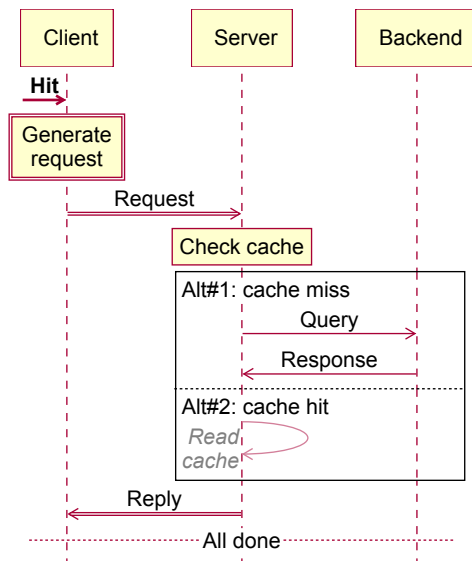 Client
Server
Backend
Hit
Generate
request
Request
Check cache
Alt#1: cache miss
Query
Response
Alt#2: cache hit
Read
cache
Reply
All done